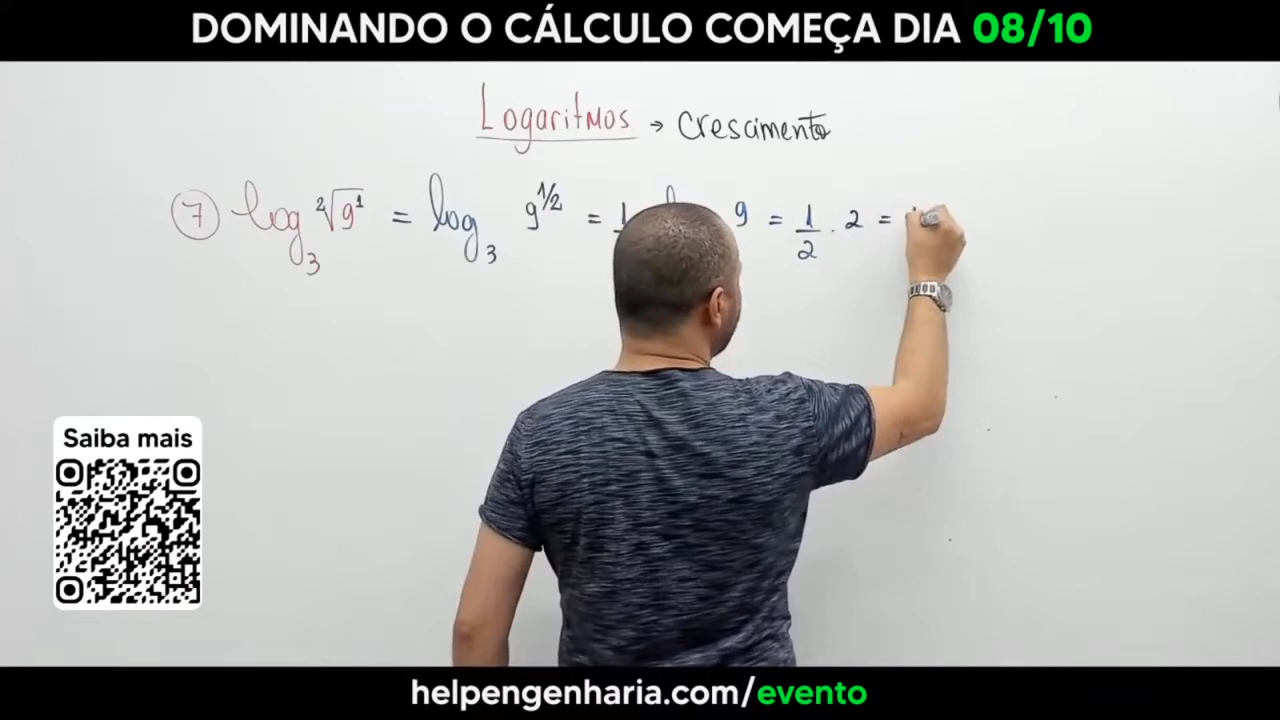 DOMINANDO O CÁLCULO COMEÇA DIA 08/10
Logaritmos → Crescimento
7 log₃ ²√9¹ = log₃ 9^1/2 = 9 = 1/2 . 2 =
Saiba mais
helpengenharia.com/evento